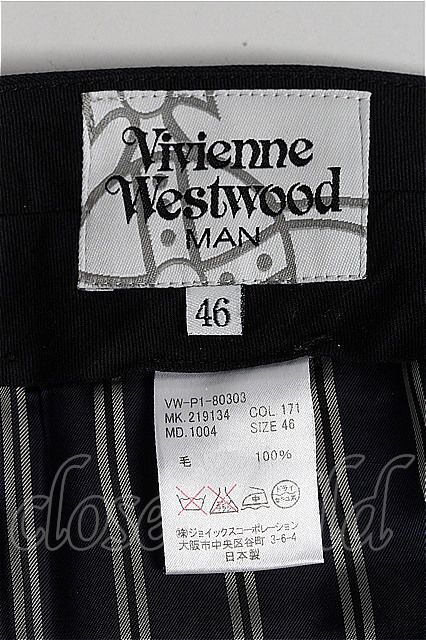 Vivienne
Westwood
MAN
46
VW-P1-80303
MK. 219134 COL 171
MD. 1004 SIZE 46
毛 100%
中
ドライ
㈱ジョイックスコーポレーション
大阪市中央区谷町 3-6-4
日本製